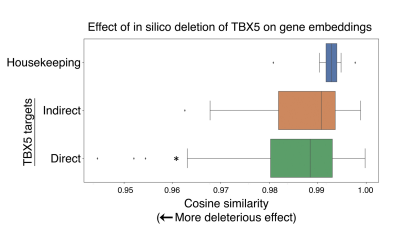 Effect of in silico deletion of TBX5 on gene embeddings
Housekeeping
TBX5 targets
Indirect
Direct
*
0.95 0.96 0.97 0.98 0.99 1.00
Cosine similarity
(← More deleterious effect)